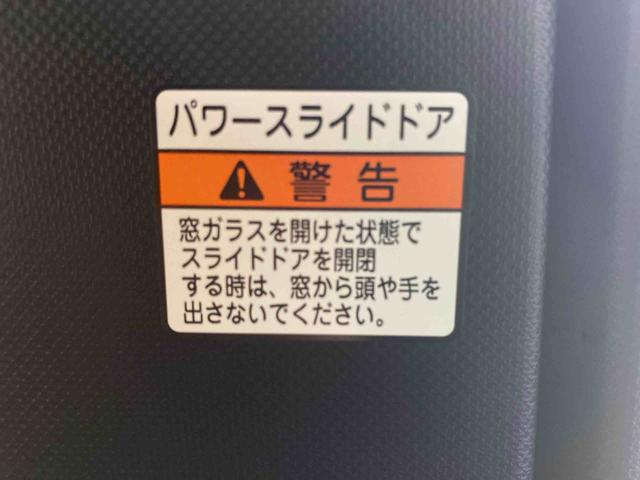 パワースライドドア
警告
窓ガラスを開けた状態で
スライドドアを開閉
する時は、窓から頭や手を
出さないでください。